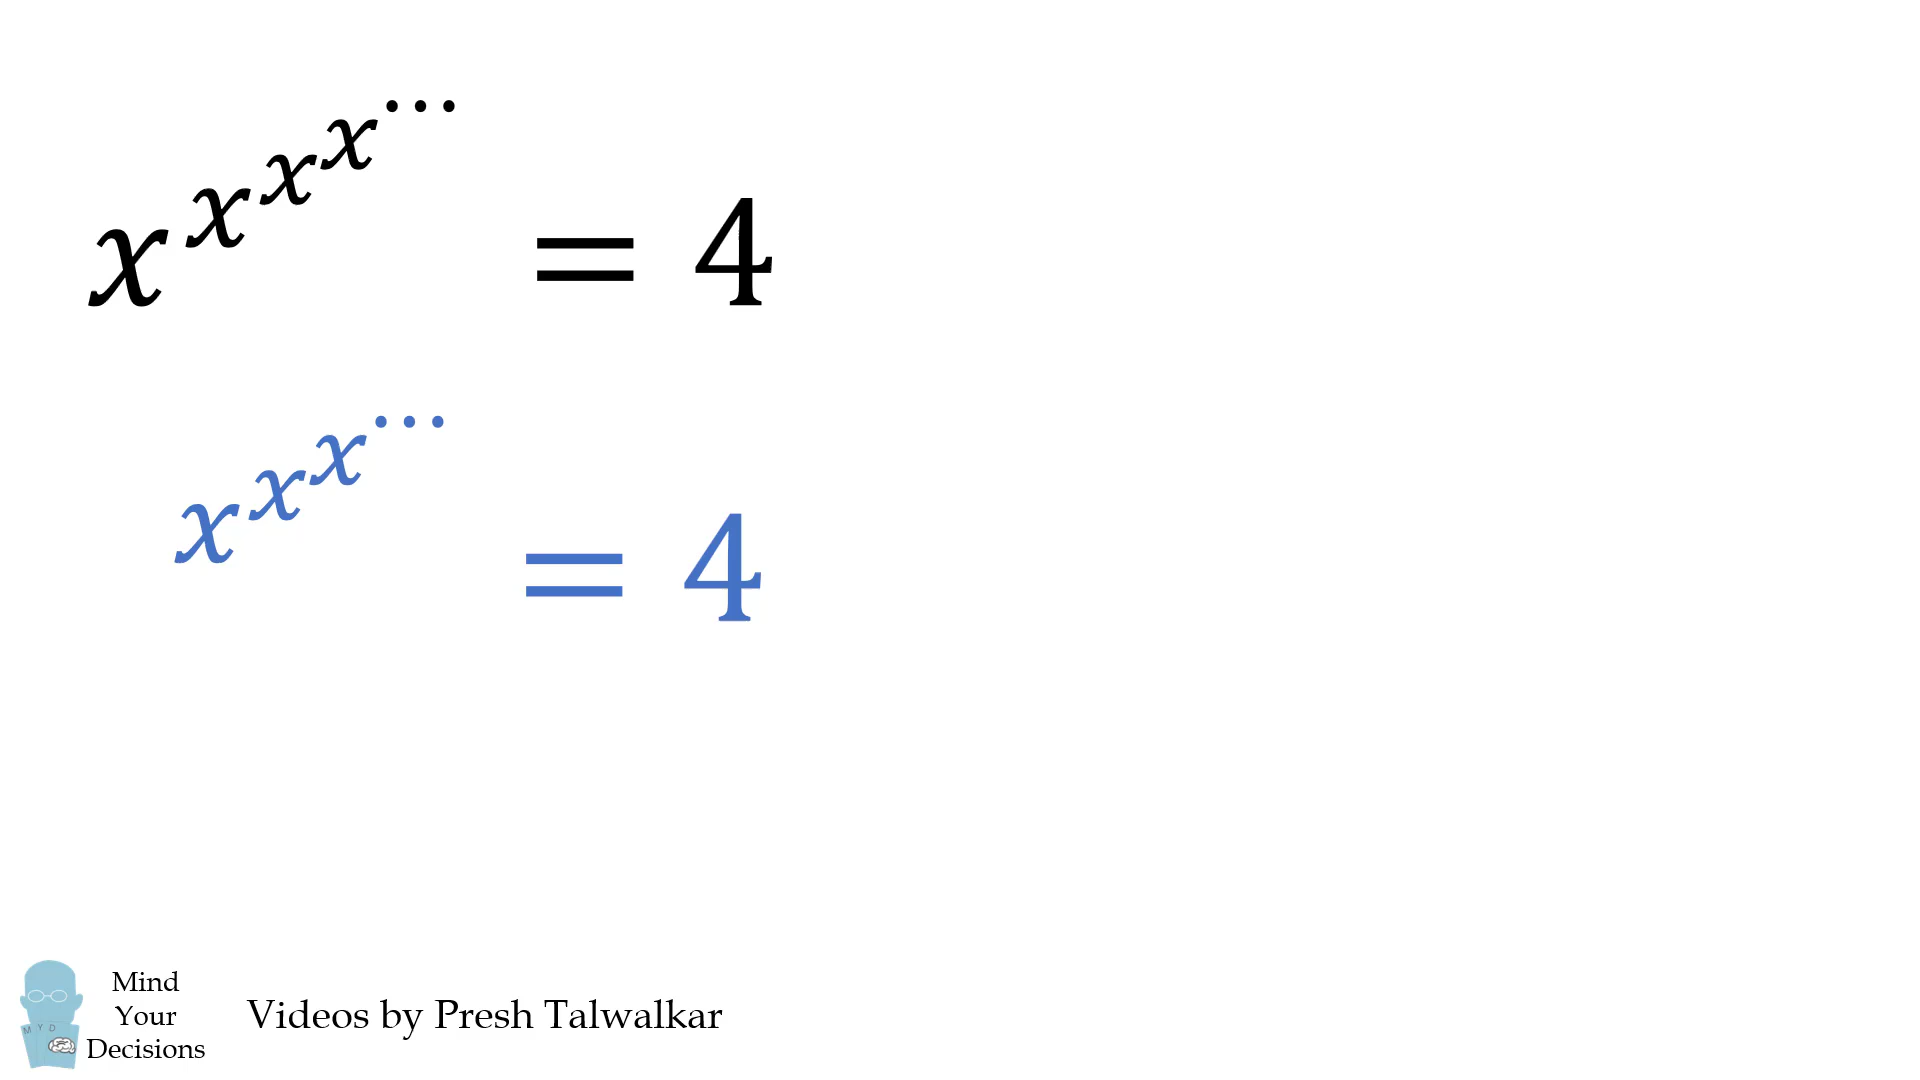 x^x^x^x^... = 4
x^x^x^... = 4
Mind
Your
Decisions
M Y D
Videos by Presh Talwalkar